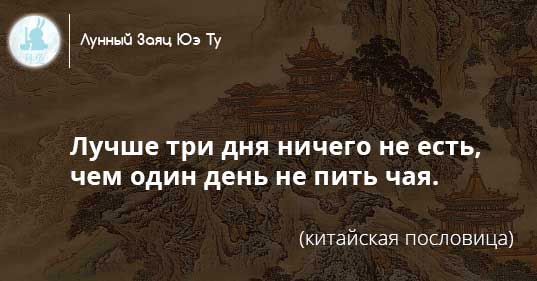 Лунный Заяц Юэ Ту
Лучше три дня ничего не есть,
чем один день не пить чая.
(китайская пословица)